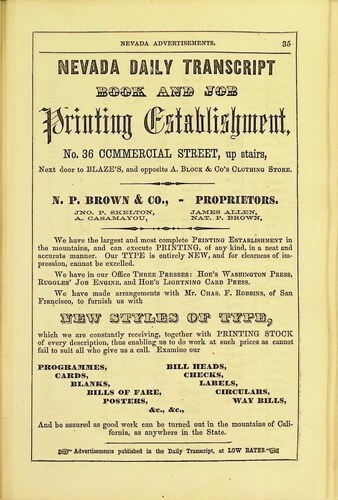 NEVADA ADVERTISEMENTS. 35
NEVADA DAILY TRANSCRIPT
BOOK AND JOB
Printing Establishment,
No. 36 COMMERCIAL STREET, up stairs,
Next door to BLAZE'S, and opposite A. BLOCK & CO'S CLOTHING STORE.
N. P. BROWN & CO., - PROPRIETORS.
JNO. P. SKELTON, JAMES ALLEN,
A. CASAMAYOU, NAT. P. BROWN,
We have the largest and most complete PRINTING ESTABLISHMENT in
the mountains, and can execute PRINTING, of any kind, in a neat and
accurate manner. Our TYPE is entirely NEW, and for clearness of im-
pression, cannot be excelled.
We have in our Office THREE PRESSES: HOE'S WASHINGTON PRESS,
RUGGLES' JOB ENGINE, and HOE'S LIGHTNING CARD PRESS.
We have made arrangements with Mr. CHAS. F. ROBBINS, of San
Francisco, to furnish us with
NEW STYLES OF TYPE,
which we are constantly receiving, together with PRINTING STOCK
of every description, thus enabling us to do work at such prices as cannot
fail to suit all who give us a call. Examine our
PROGRAMMES, BILL HEADS,
CARDS, CHECKS,
BLANKS, LABELS,
BILLS OF FARE, CIRCULARS,
POSTERS, WAY BILLS,
&c., &c.,
And be assured as good work can be turned out in the mountains of Cali-
fornia, as anywhere in the State.
Advertisements published in the Daily Transcript, at LOW RATES.